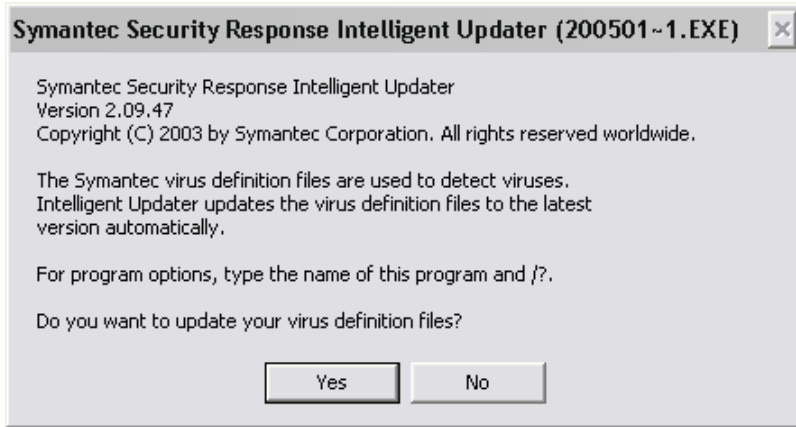 Symantec Security Response Intelligent Updater (200501~1.EXE)
Symantec Security Response Intelligent Updater
Version 2.09.47
Copyright (C) 2003 by Symantec Corporation. All rights reserved worldwide.
The Symantec virus definition files are used to detect viruses.
Intelligent Updater updates the virus definition files to the latest
version automatically.
For program options, type the name of this program and /?.
Do you want to update your virus definition files?
Yes No